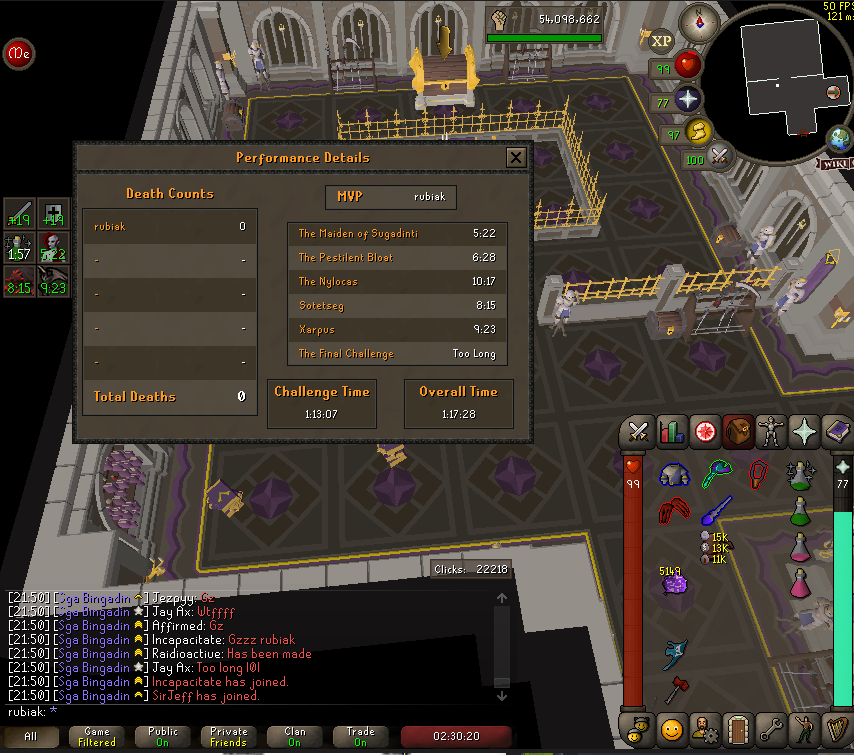 50 FPS
121 ms
54,098,662
XP
Me
99
77
97
100
WIKI
Performance Details
Death Counts
MVP rubiak
rubiak 0
- -
- -
- -
- -
Total Deaths 0
The Maiden of Sugadinti 5:22
The Pestilent Bloat 6:28
The Nylocas 10:17
Sotetseg 8:15
Xarpus 9:23
The Final Challenge Too Long
Challenge Time
1:13:07
Overall Time
1:17:28
+19 +19
1:57 5:22
8:15 9:23
99
77
15K
13K
11K
5149
Clicks: 22218
[21:50] [Sga Bingadin] Jezpyy: Gz
[21:50] [Sga Bingadin] Jay Ax: Wtffff
[21:50] [Sga Bingadin] Affirmed: Gz
[21:50] [Sga Bingadin] Incapacitate: Gzzz rubiak
[21:50] [Sga Bingadin] Raidioactive: Has been made
[21:50] [Sga Bingadin] Jay Ax: Too long lol
[21:50] [Sga Bingadin] Incapacitate has joined.
[21:50] [Sga Bingadin] SirJeff has joined.
rubiak: *
All
Game
Filtered
Public
On
Private
Friends
Clan
On
Trade
On
02:30:20